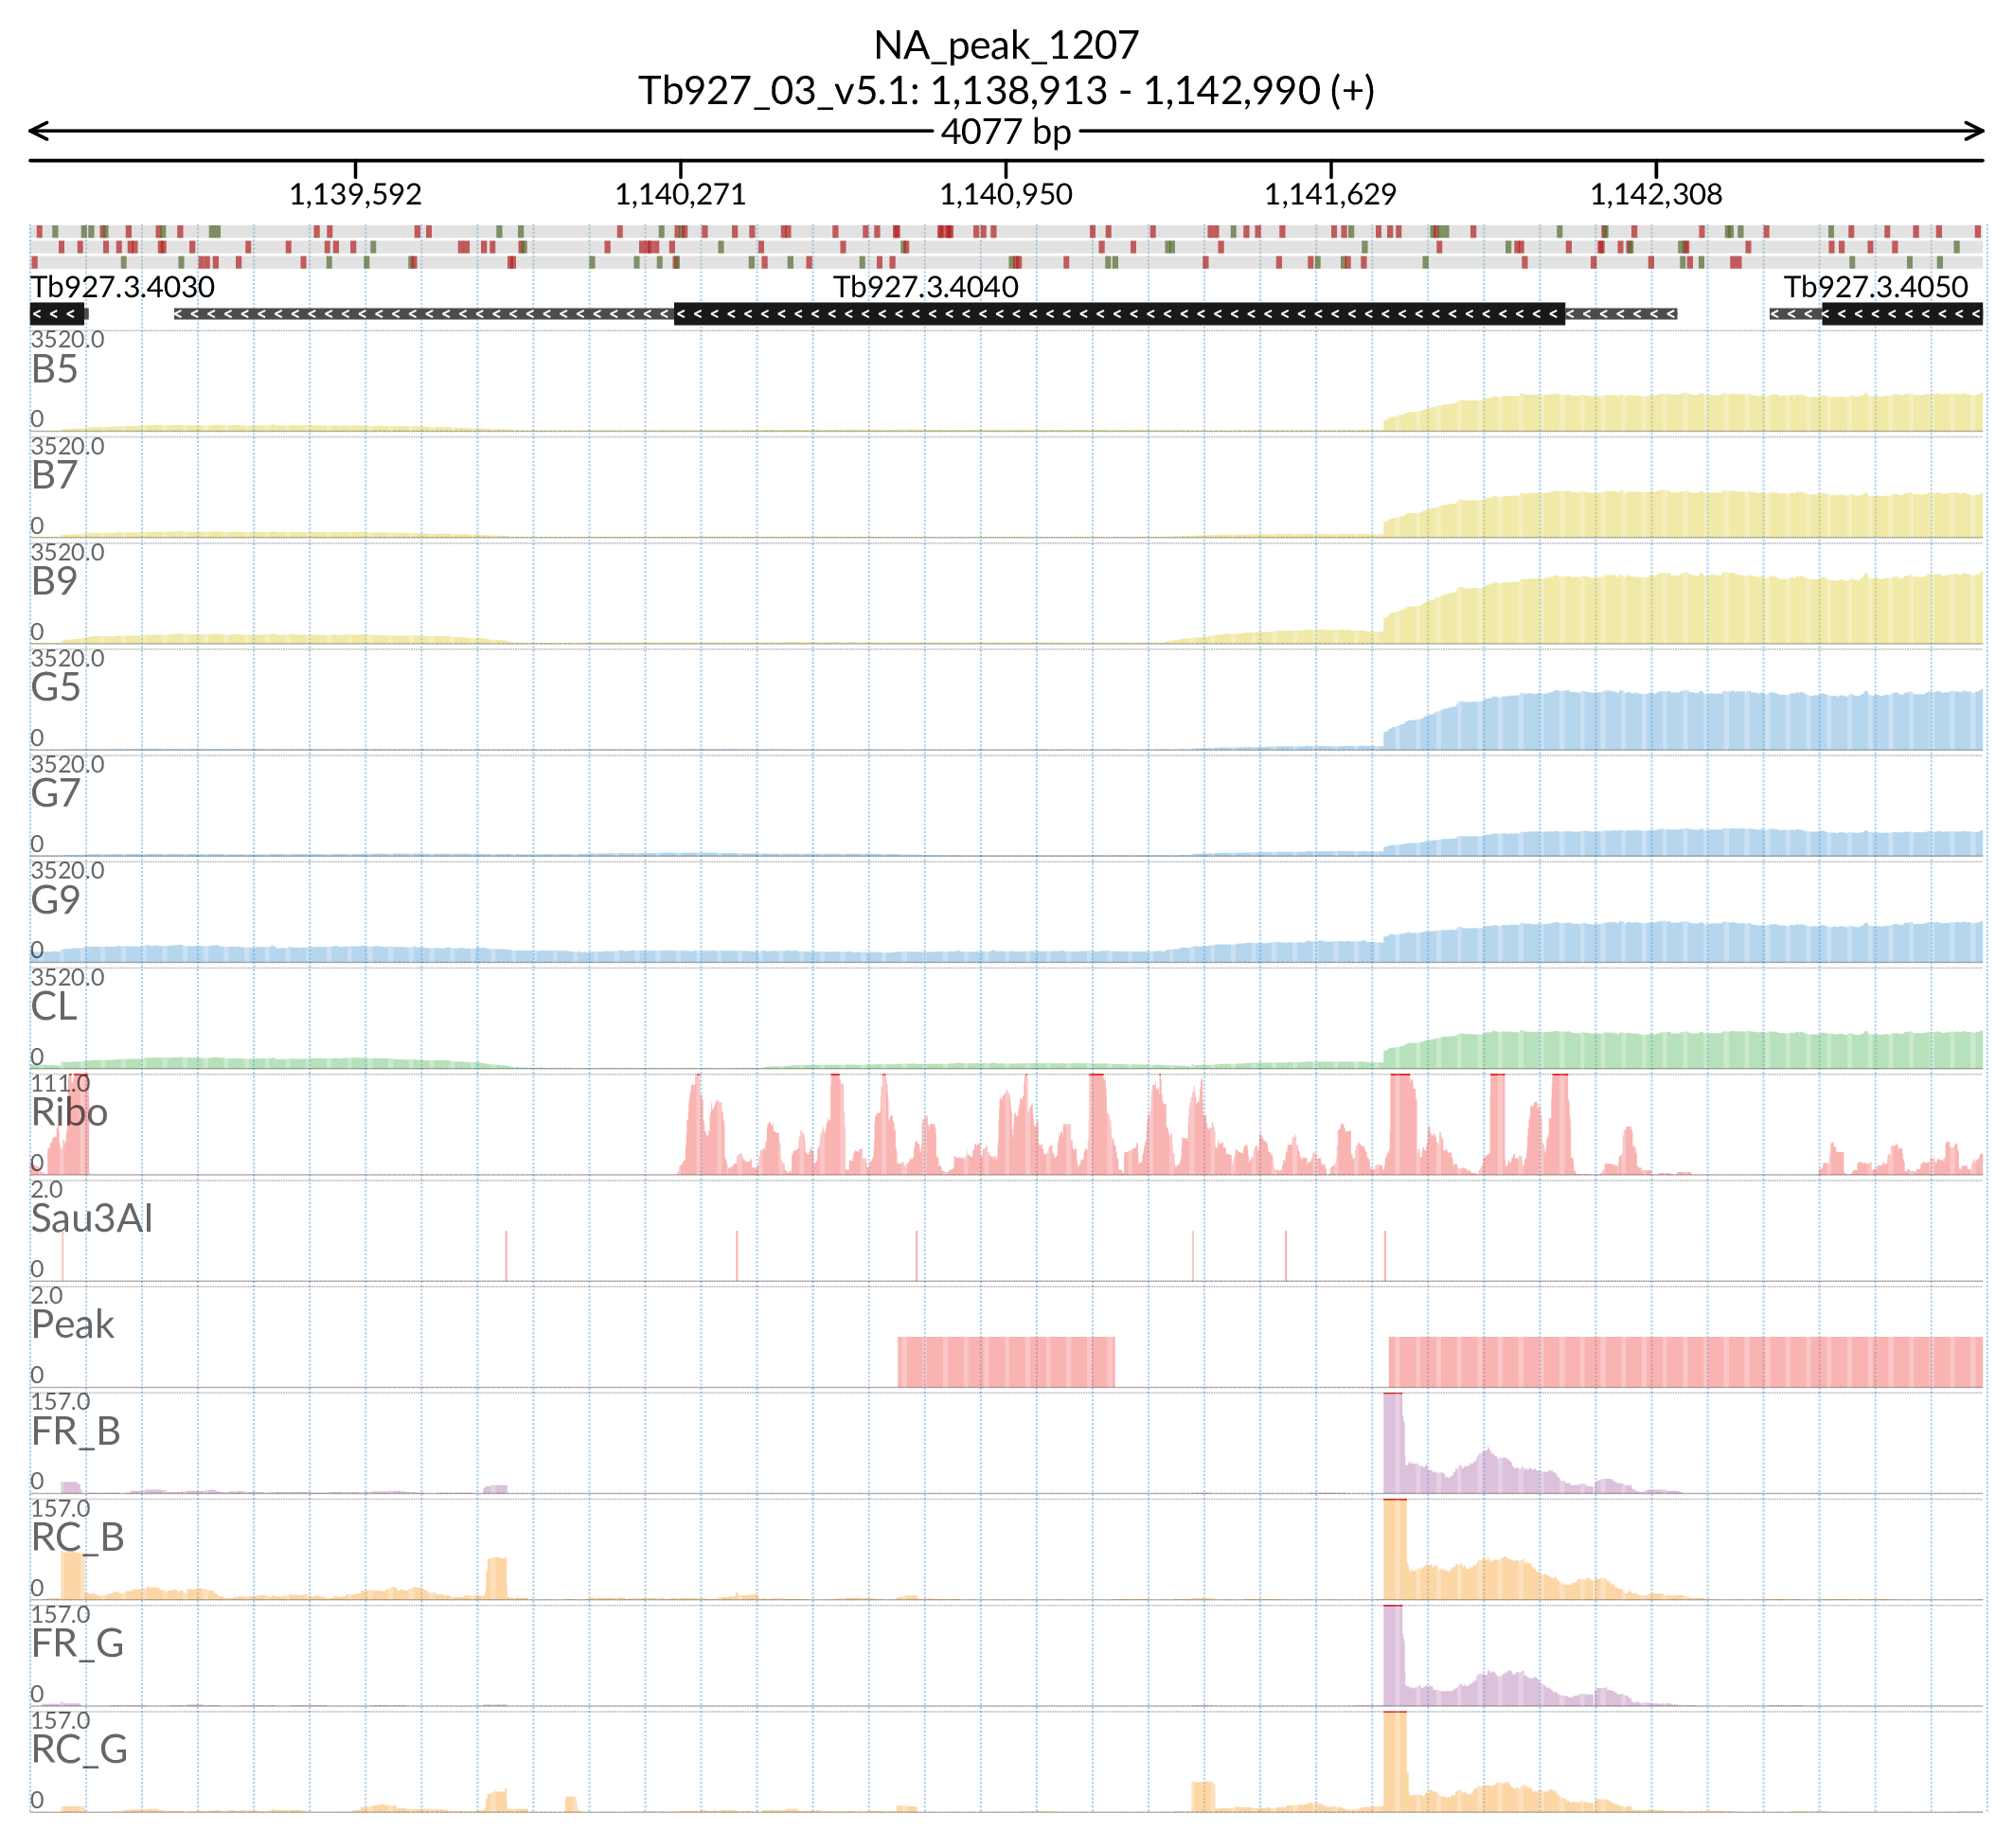 NA_peak_1207
Tb927_03_v5.1: 1,138,913 - 1,142,990 (+)
4077 bp
1,139,592 1,140,271 1,140,950 1,141,629 1,142,308
Tb927.3.4030 Tb927.3.4040 Tb927.3.4050
3520.0
B5
0
3520.0
B7
0
3520.0
B9
0
3520.0
G5
0
3520.0
G7
0
3520.0
G9
0
3520.0
CL
0
111.0
Ribo
0
2.0
Sau3AI
0
2.0
Peak
0
157.0
FR_B
0
157.0
RC_B
0
157.0
FR_G
0
157.0
RC_G
0